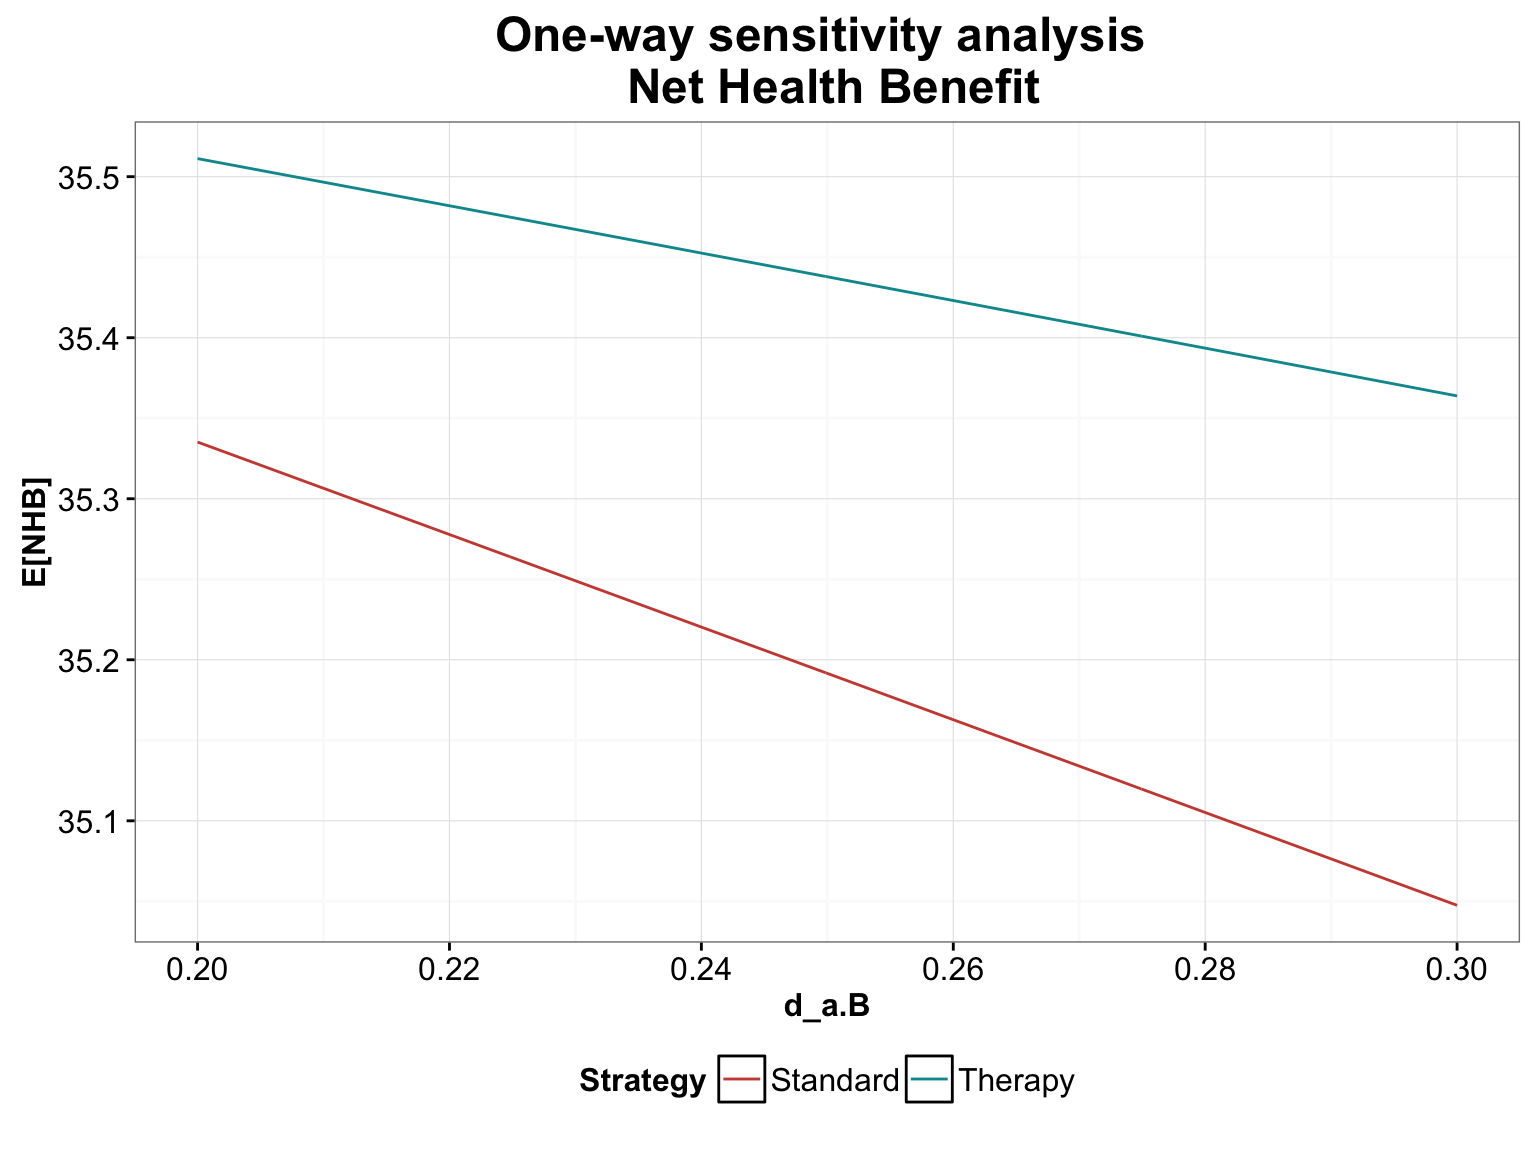 One-way sensitivity analysis
Net Health Benefit
E[NHB]
35.5
35.4
35.3
35.2
35.1
0.20 0.22 0.24 0.26 0.28 0.30
d_a.B
Strategy Standard Therapy